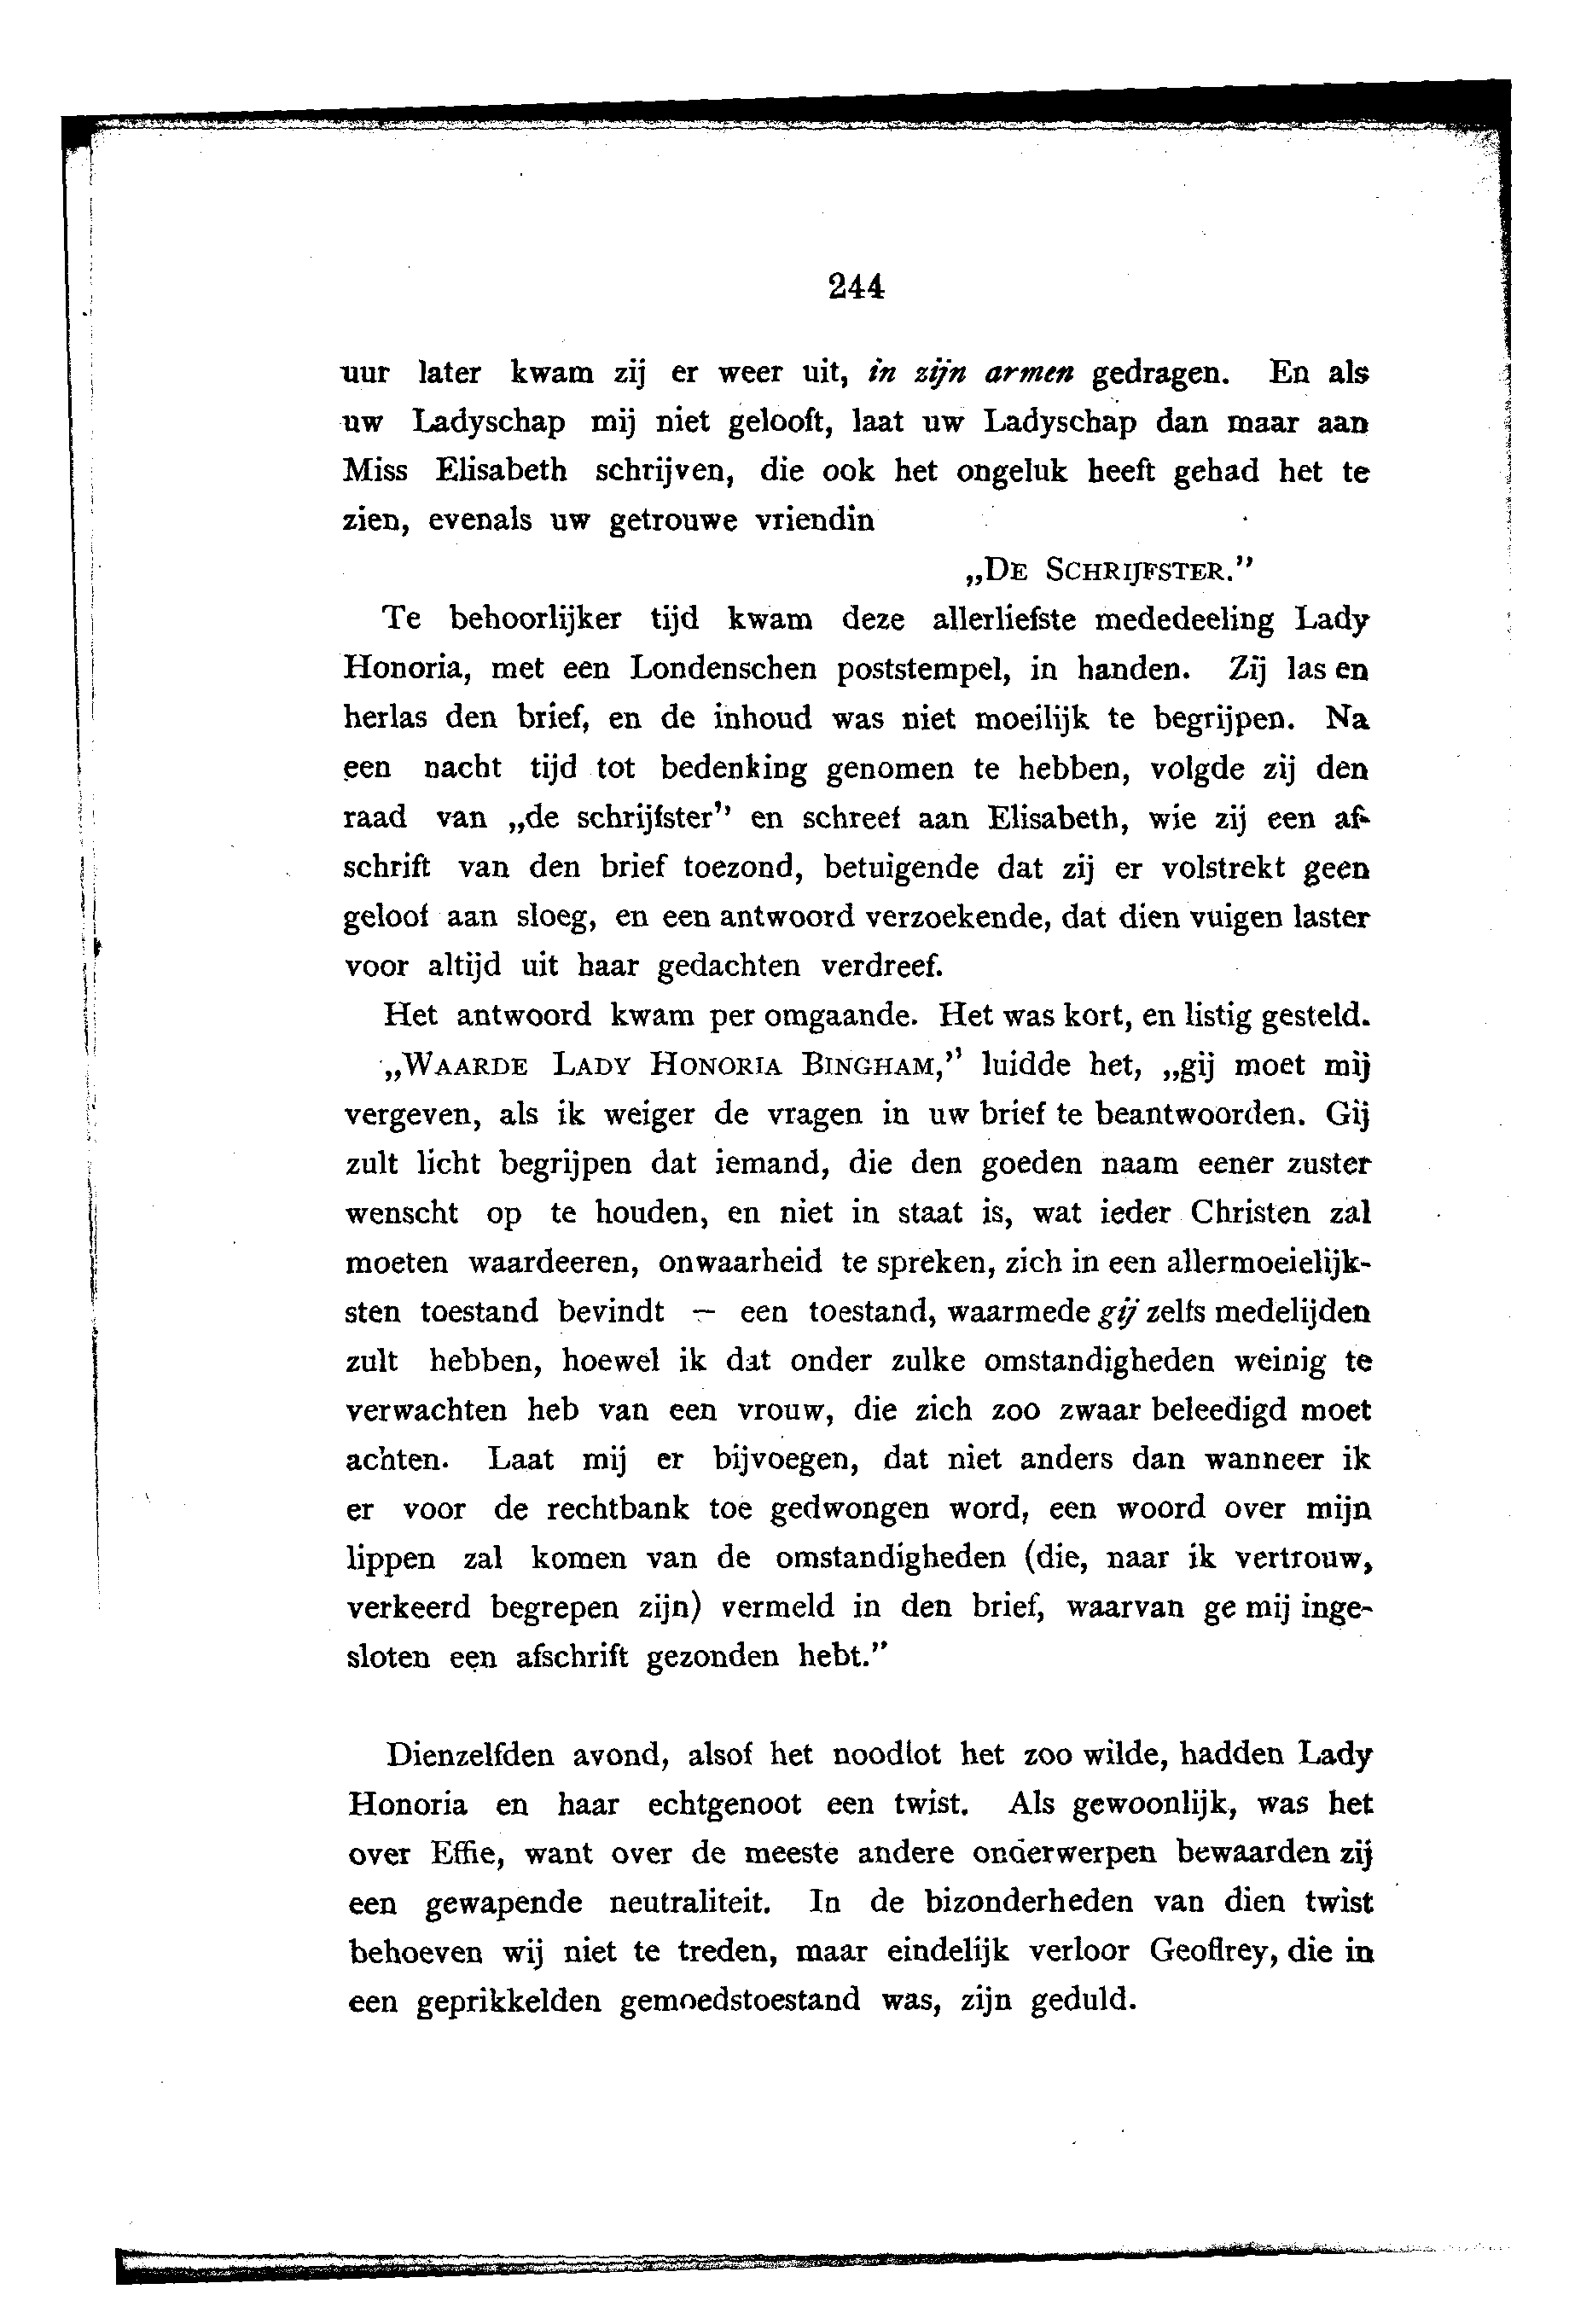 244
uur later kwam zij er weer uit, in zijn armen gedragen. En als
uw Ladyschap mij niet gelooft, laat uw Ladyschap dan maar aan
Miss Elisabeth schrijven, die ook het ongeluk heeft gehad het te
zien, evenals uw getrouwe vriendin
„DE SCHRIJFSTER.”
Te behoorlijker tijd kwam deze allerliefste mededeeling Lady
Honoria, met een Londenschen poststempel, in handen. Zij las en
herlas den brief, en de inhoud was niet moeilijk te begrijpen. Na
een nacht tijd tot bedenking genomen te hebben, volgde zij den
raad van „de schrijfster” en schreef aan Elisabeth, wie zij een af-
schrift van den brief toezond, betuigende dat zij er volstrekt geen
geloof aan sloeg, en een antwoord verzoekende, dat dien vuigen laster
voor altijd uit haar gedachten verdreef.
Het antwoord kwam per omgaande. Het was kort, en listig gesteld.
„WAARDE LADY HONORIA BINGHAM,” luidde het, „gij moet mij
vergeven, als ik weiger de vragen in uw brief te beantwoorden. Gij
zult licht begrijpen dat iemand, die den goeden naam eener zuster
wenscht op te houden, en niet in staat is, wat ieder Christen zal
moeten waardeeren, onwaarheid te spreken, zich in een allermoeielijk-
sten toestand bevindt — een toestand, waarmede gij zelfs medelijden
zult hebben, hoewel ik dat onder zulke omstandigheden weinig te
verwachten heb van een vrouw, die zich zoo zwaar beleedigd moet
achten. Laat mij er bijvoegen, dat niet anders dan wanneer ik
er voor de rechtbank toe gedwongen word, een woord over mijn
lippen zal komen van de omstandigheden (die, naar ik vertrouw,
verkeerd begrepen zijn) vermeld in den brief, waarvan ge mij inge-
sloten een afschrift gezonden hebt.”
Dienzelfden avond, alsof het noodlot het zoo wilde, hadden Lady
Honoria en haar echtgenoot een twist. Als gewoonlijk, was het
over Effie, want over de meeste andere onderwerpen bewaarden zij
een gewapende neutraliteit. In de bizonderheden van dien twist
behoeven wij niet te treden, maar eindelijk verloor Geoffrey, die in
een geprikkelden gemoedstoestand was, zijn geduld.